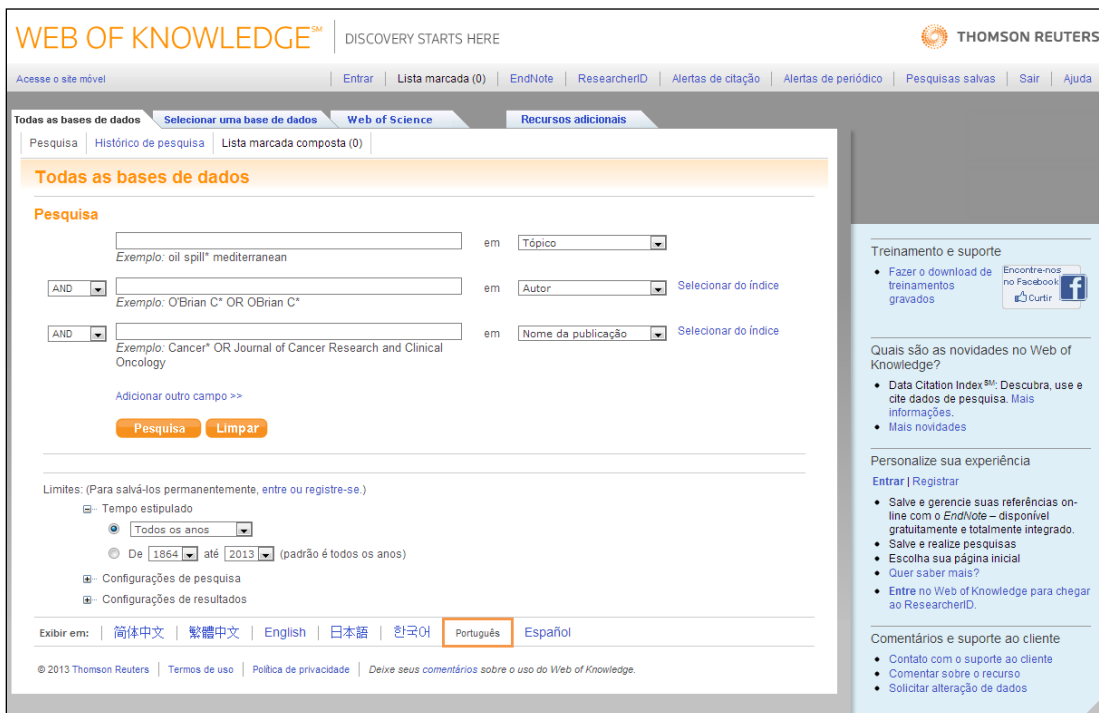 WEB OF KNOWLEDGE℠ | DISCOVERY STARTS HERE
THOMSON REUTERS
Acesse o site móvel
Entrar | Lista marcada (0) | EndNote | ResearcherID | Alertas de citação | Alertas de periódico | Pesquisas salvas | Sair | Ajuda
Todas as bases de dados Selecionar uma base de dados Web of Science Recursos adicionais
Pesquisa | Histórico de pesquisa | Lista marcada composta (0)
Todas as bases de dados
Pesquisa
em Tópico
Exemplo: oil spill* mediterranean
AND em Autor Selecionar do índice
Exemplo: O'Brian C* OR OBrian C*
AND em Nome da publicação Selecionar do índice
Exemplo: Cancer* OR Journal of Cancer Research and Clinical
Oncology
Adicionar outro campo >>
Pesquisa Limpar
Limites: (Para salvá-los permanentemente, entre ou registre-se.)
Tempo estipulado
Todos os anos
De 1864 até 2013 (padrão é todos os anos)
Configurações de pesquisa
Configurações de resultados
Exibir em: | 简体中文 | 繁體中文 | English | 日本語 | 한국어 Português Español
© 2013 Thomson Reuters | Termos de uso | Política de privacidade | Deixe seus comentários sobre o uso do Web of Knowledge.
Treinamento e suporte
• Fazer o download de
treinamentos
gravados
Encontre-nos
no Facebook
Curtir
Quais são as novidades no Web of
Knowledge?
• Data Citation Index℠: Descubra, use e
cite dados de pesquisa. Mais
informações.
• Mais novidades
Personalize sua experiência
Entrar | Registrar
• Salve e gerencie suas referências on-
line com o EndNote – disponível
gratuitamente e totalmente integrado.
• Salve e realize pesquisas
• Escolha sua página inicial
• Quer saber mais?
• Entre no Web of Knowledge para chegar
ao ResearcherID.
Comentários e suporte ao cliente
• Contato com o suporte ao cliente
• Comentar sobre o recurso
• Solicitar alteração de dados